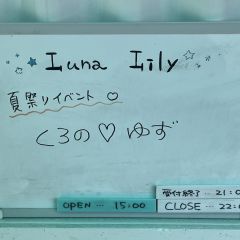 ☆ Luna Lily ☆
夏祭りイベント ♡
くろの♡ゆず
受付終了…21:0
OPEN … 15:00
CLOSE … 22:0